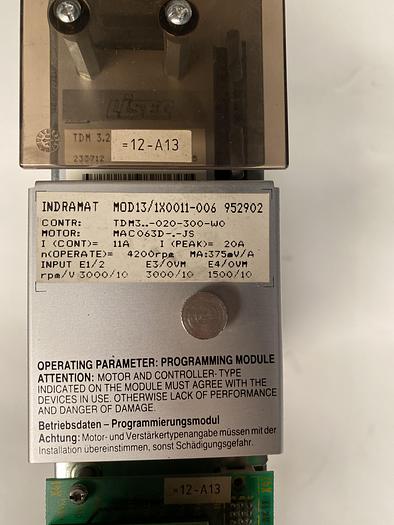 LiSEC
TDM 3.2
=12-A13
INDRAMAT MOD13/1X0011-006 952902
CONTR: TDM3..-020-300-W0
MOTOR: MAC063D-.-JS
I (CONT)= 11A I (PEAK)= 20A
n(OPERATE)= 4200rpm MA:375mV/A
INPUT E1/2 E3/0VM E4/0VM
rpm/V 3000/10 3000/10 1500/10
OPERATING PARAMETER: PROGRAMMING MODULE
ATTENTION: MOTOR AND CONTROLLER-TYPE
INDICATED ON THE MODULE MUST AGREE WITH THE
DEVICES IN USE. OTHERWISE LACK OF PERFORMANCE
AND DANGER OF DAMAGE.
Betriebsdaten – Programmierungsmodul
Achtung: Motor- und Verstärkertypenangabe müssen mit der
Installation übereinstimmen, sonst Schädigungsgefahr.
=12-A13